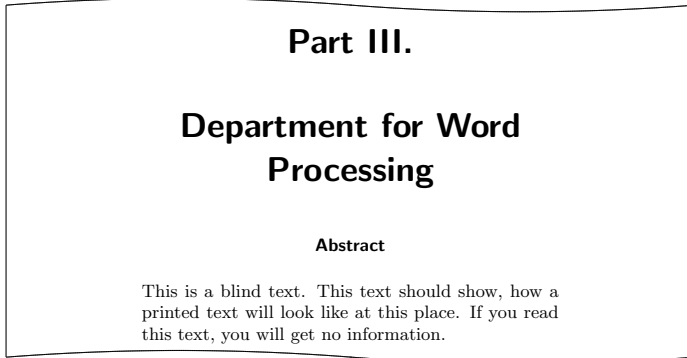 Part III.
Department for Word
Processing
Abstract
This is a blind text. This text should show, how a
printed text will look like at this place. If you read
this text, you will get no information.